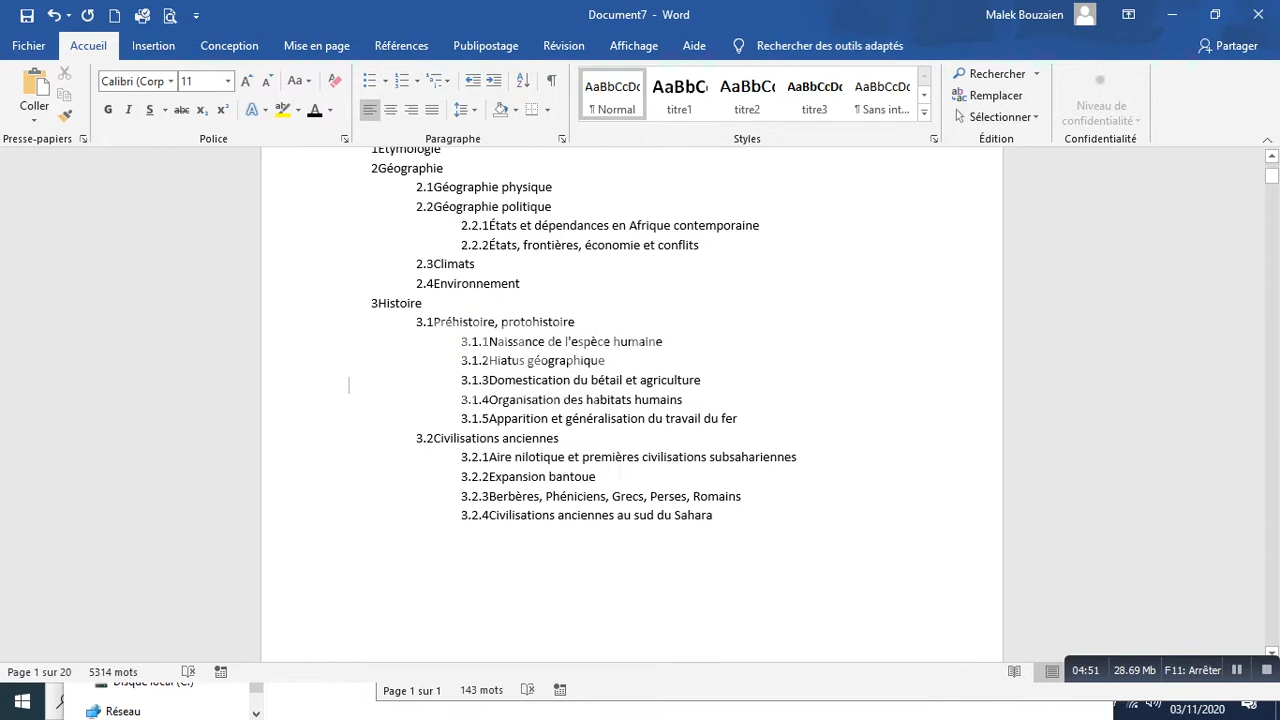 Document7 - Word
Malek Bouzaien
Fichier Accueil Insertion Conception Mise en page Références Publipostage Révision Affichage Aide Rechercher des outils adaptés Partager
Coller
Calibri (Corp 11 Aa
G I S abc x₂ x² A A
AaBbCcDc AaBbC AaBbCc AaBbCcDc AaBbCcDc
¶ Normal titre1 titre2 titre3 ¶ Sans int...
Rechercher
Remplacer
Sélectionner
Niveau de
confidentialité
Presse-papiers Police Paragraphe Styles Édition Confidentialité
1Étymologie
2Géographie
2.1Géographie physique
2.2Géographie politique
2.2.1États et dépendances en Afrique contemporaine
2.2.2États, frontières, économie et conflits
2.3Climats
2.4Environnement
3Histoire
3.1Préhistoire, protohistoire
3.1.1Naissance de l'espèce humaine
3.1.2Hiatus géographique
3.1.3Domestication du bétail et agriculture
3.1.4Organisation des habitats humains
3.1.5Apparition et généralisation du travail du fer
3.2Civilisations anciennes
3.2.1Aire nilotique et premières civilisations subsahariennes
3.2.2Expansion bantoue
3.2.3Berbères, Phéniciens, Grecs, Perses, Romains
3.2.4Civilisations anciennes au sud du Sahara
Page 1 sur 20 5314 mots
04:51 28.69 Mb F11: Arrêter
Disque local (C:)
Page 1 sur 1 143 mots
Réseau
03/11/2020